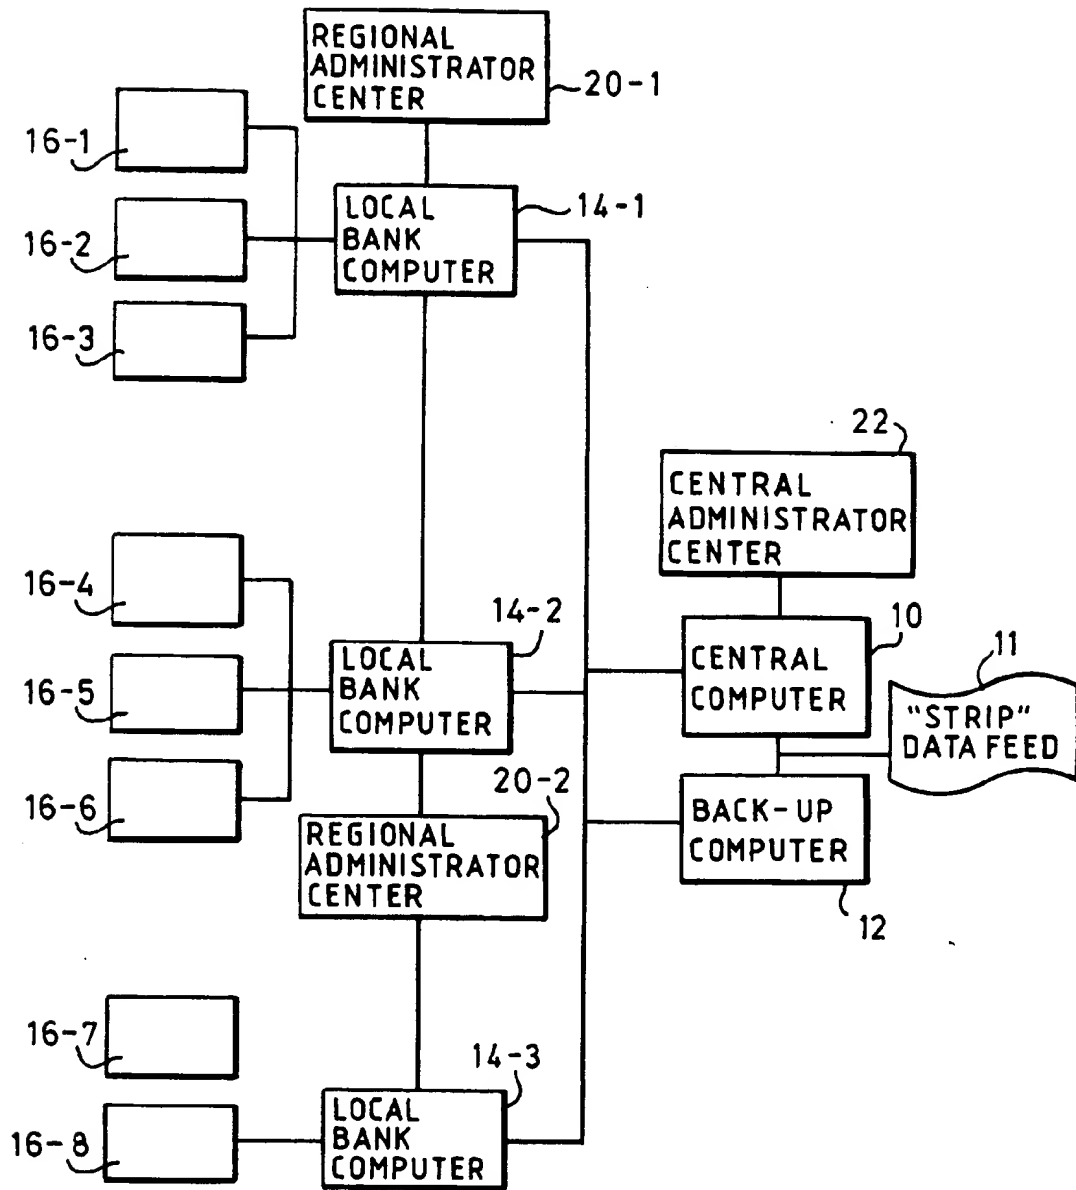 REGIONAL
ADMINISTRATOR
CENTER
20-1
16-1
LOCAL
BANK
COMPUTER
14-1
16-2
16-3
22
CENTRAL
ADMINISTRATOR
CENTER
16-4
14-2
10
LOCAL
BANK
COMPUTER
CENTRAL
COMPUTER
11
"STRIP"
DATA FEED
16-5
16-6
20-2
REGIONAL
ADMINISTRATOR
CENTER
BACK-UP
COMPUTER
12
16-7
14-3
LOCAL
BANK
COMPUTER
16-8